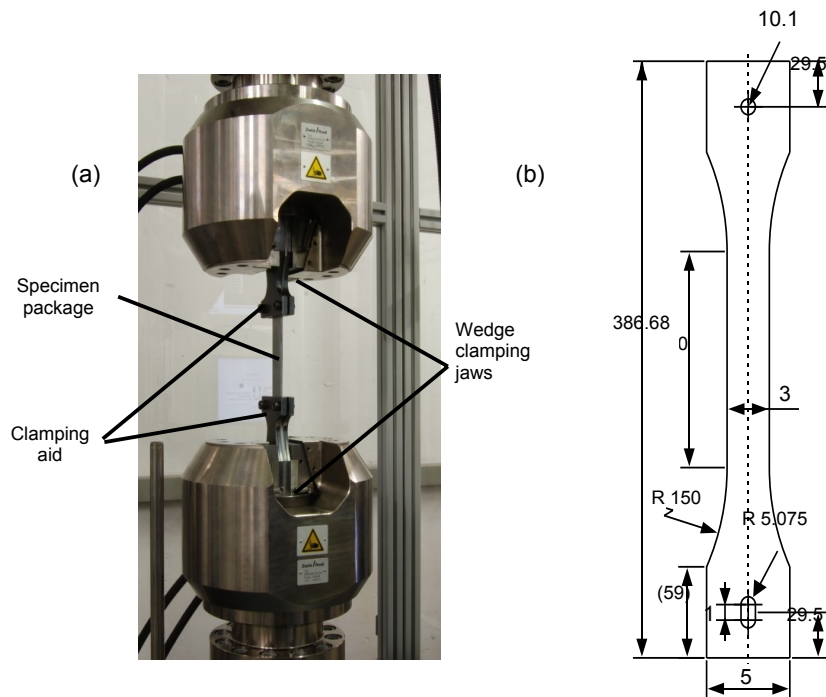 (a)
Specimen
package
Clamping
aid
Wedge
clamping
jaws
(b)
10.1
29.5
386.68
0
3
R 150
R 5.075
(59)
1
29.5
5